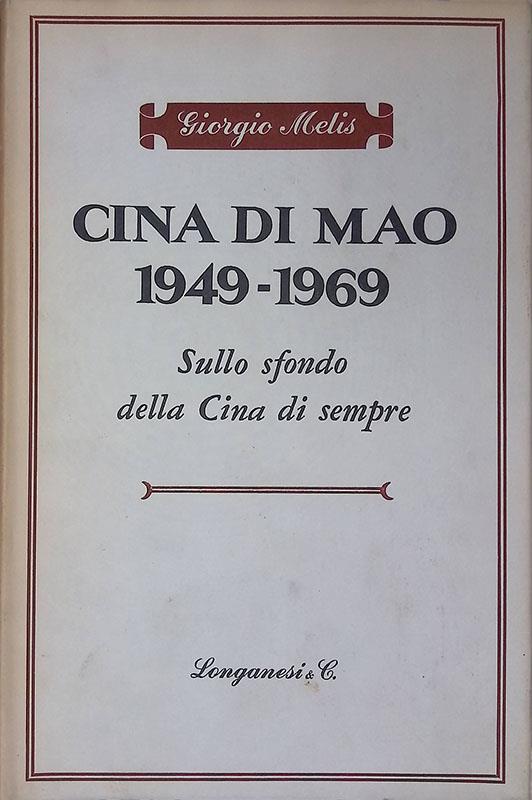 Giorgio Melis
CINA DI MAO
1949-1969
Sullo sfondo
della Cina di sempre
Longanesi & C.